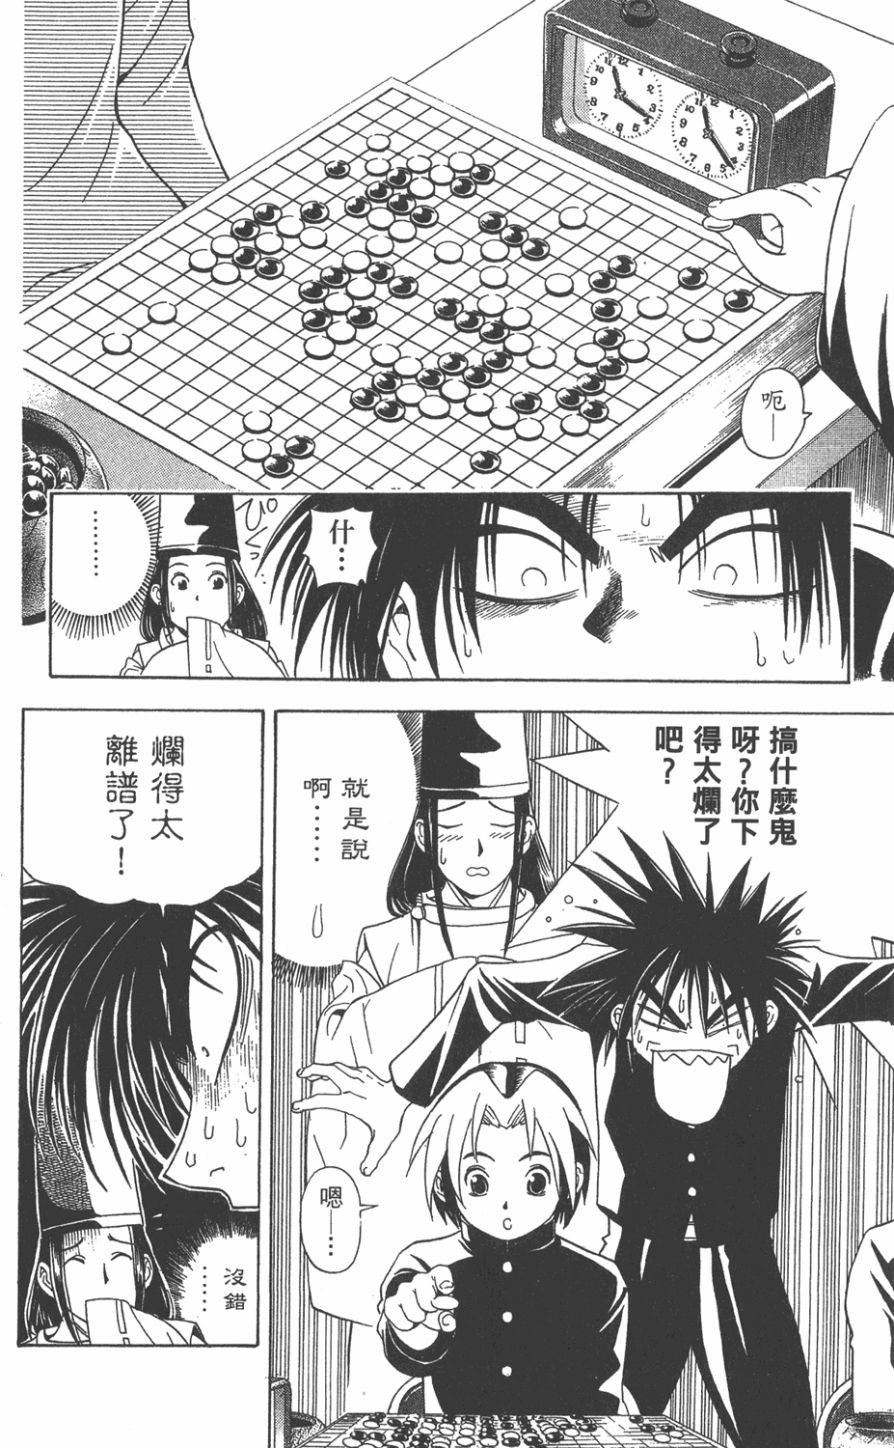 呃—
什…
ぴくっ
………
搞什麼鬼
呀？你下
得太爛了
吧？
就是說
啊……
嗯—…
爛得太
離譜了！
沒錯
……